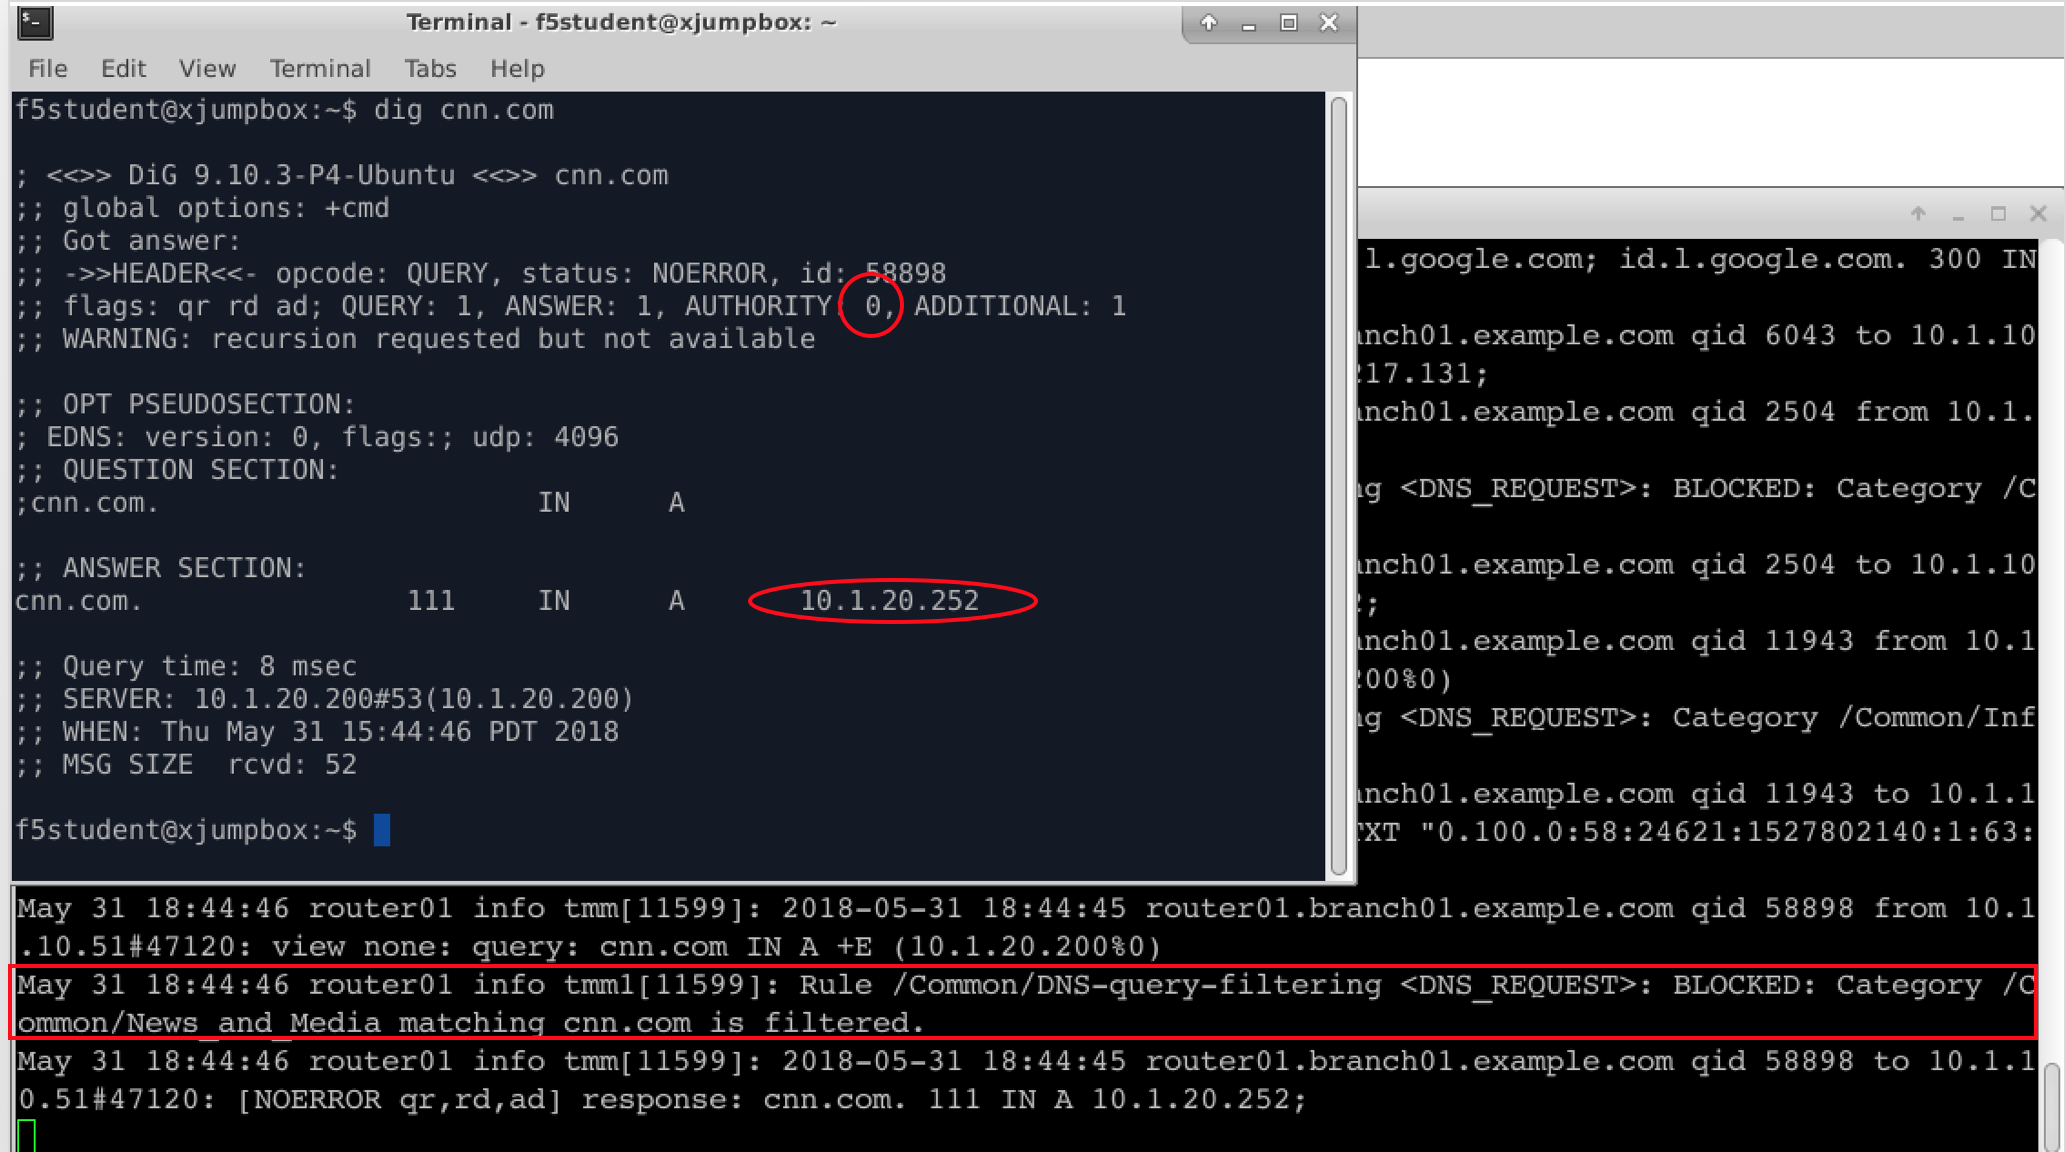 Terminal - f5student@xjumpbox: ~
File Edit View Terminal Tabs Help
f5student@xjumpbox:~$ dig cnn.com
; <<>> DiG 9.10.3-P4-Ubuntu <<>> cnn.com
;; global options: +cmd
;; Got answer:
;; ->>HEADER<<- opcode: QUERY, status: NOERROR, id: 58898
;; flags: qr rd ad; QUERY: 1, ANSWER: 1, AUTHORITY: 0, ADDITIONAL: 1
;; WARNING: recursion requested but not available
;; OPT PSEUDOSECTION:
; EDNS: version: 0, flags:; udp: 4096
;; QUESTION SECTION:
;cnn.com. IN A
;; ANSWER SECTION:
cnn.com. 111 IN A 10.1.20.252
;; Query time: 8 msec
;; SERVER: 10.1.20.200#53(10.1.20.200)
;; WHEN: Thu May 31 15:44:46 PDT 2018
;; MSG SIZE rcvd: 52
f5student@xjumpbox:~$
l.google.com; id.l.google.com. 300 IN
nch01.example.com qid 6043 to 10.1.10
17.131;
nch01.example.com qid 2504 from 10.1.
g <DNS_REQUEST>: BLOCKED: Category /C
nch01.example.com qid 2504 to 10.1.10
;
nch01.example.com qid 11943 from 10.1
00%0)
g <DNS_REQUEST>: Category /Common/Inf
nch01.example.com qid 11943 to 10.1.1
TXT "0.100.0:58:24621:1527802140:1:63:
May 31 18:44:46 router01 info tmm[11599]: 2018-05-31 18:44:45 router01.branch01.example.com qid 58898 from 10.1
.10.51#47120: view none: query: cnn.com IN A +E (10.1.20.200%0)
May 31 18:44:46 router01 info tmm1[11599]: Rule /Common/DNS-query-filtering <DNS_REQUEST>: BLOCKED: Category /C
ommon/News_and_Media matching cnn.com is filtered.
May 31 18:44:46 router01 info tmm[11599]: 2018-05-31 18:44:45 router01.branch01.example.com qid 58898 to 10.1.1
0.51#47120: [NOERROR qr,rd,ad] response: cnn.com. 111 IN A 10.1.20.252;